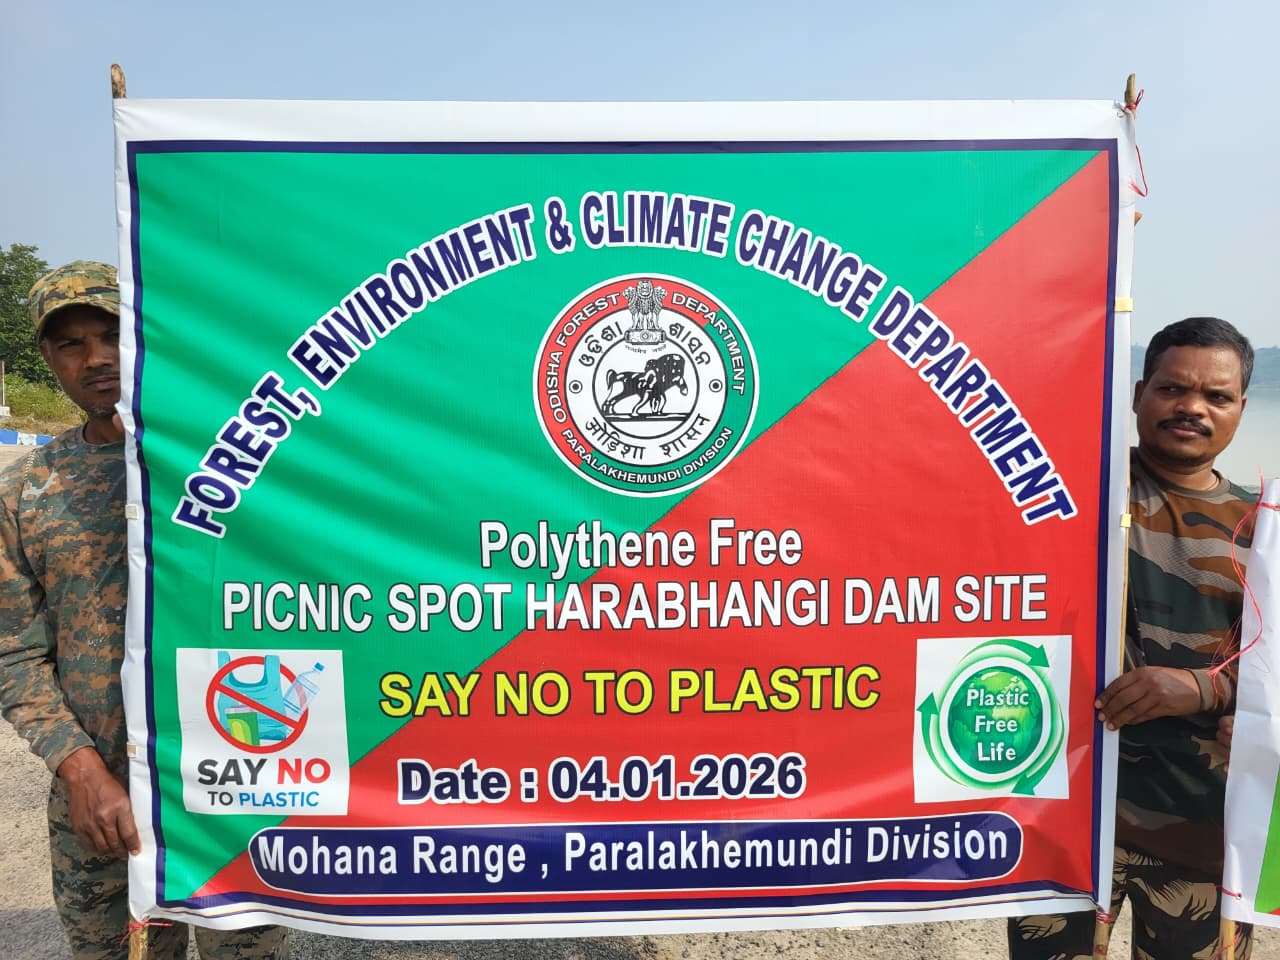 FOREST, ENVIRONMENT & CLIMATE CHANGE DEPARTMENT
ODISHA FOREST DEPARTMENT
ଓଡ଼ିଶା ଶାସନ
ओड़िशा शासन
PARALAKHEMUNDI DIVISION
Polythene Free
PICNIC SPOT HARABHANGI DAM SITE
SAY NO TO PLASTIC
SAY NO
TO PLASTIC
Plastic
Free
Life
Date : 04.01.2026
Mohana Range , Paralakhemundi Division